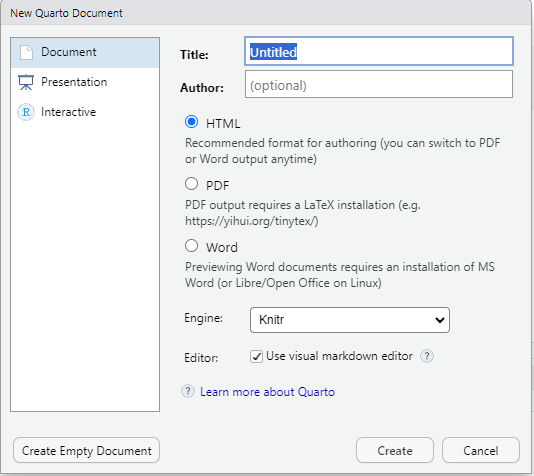 New Quarto Document
Document
Presentation
R
Interactive
Title:
Untitled
Author:
(optional)
HTML
Recommended format for authoring (you can switch to PDF
or Word output anytime)
PDF
PDF output requires a LaTeX installation (e.g.
https://yihui.org/tinytex/)
Word
Previewing Word documents requires an installation of MS
Word (or Libre/Open Office on Linux)
Engine:
Knitr
Editor:
Use visual markdown editor ?
? Learn more about Quarto
Create Empty Document
Create
Cancel